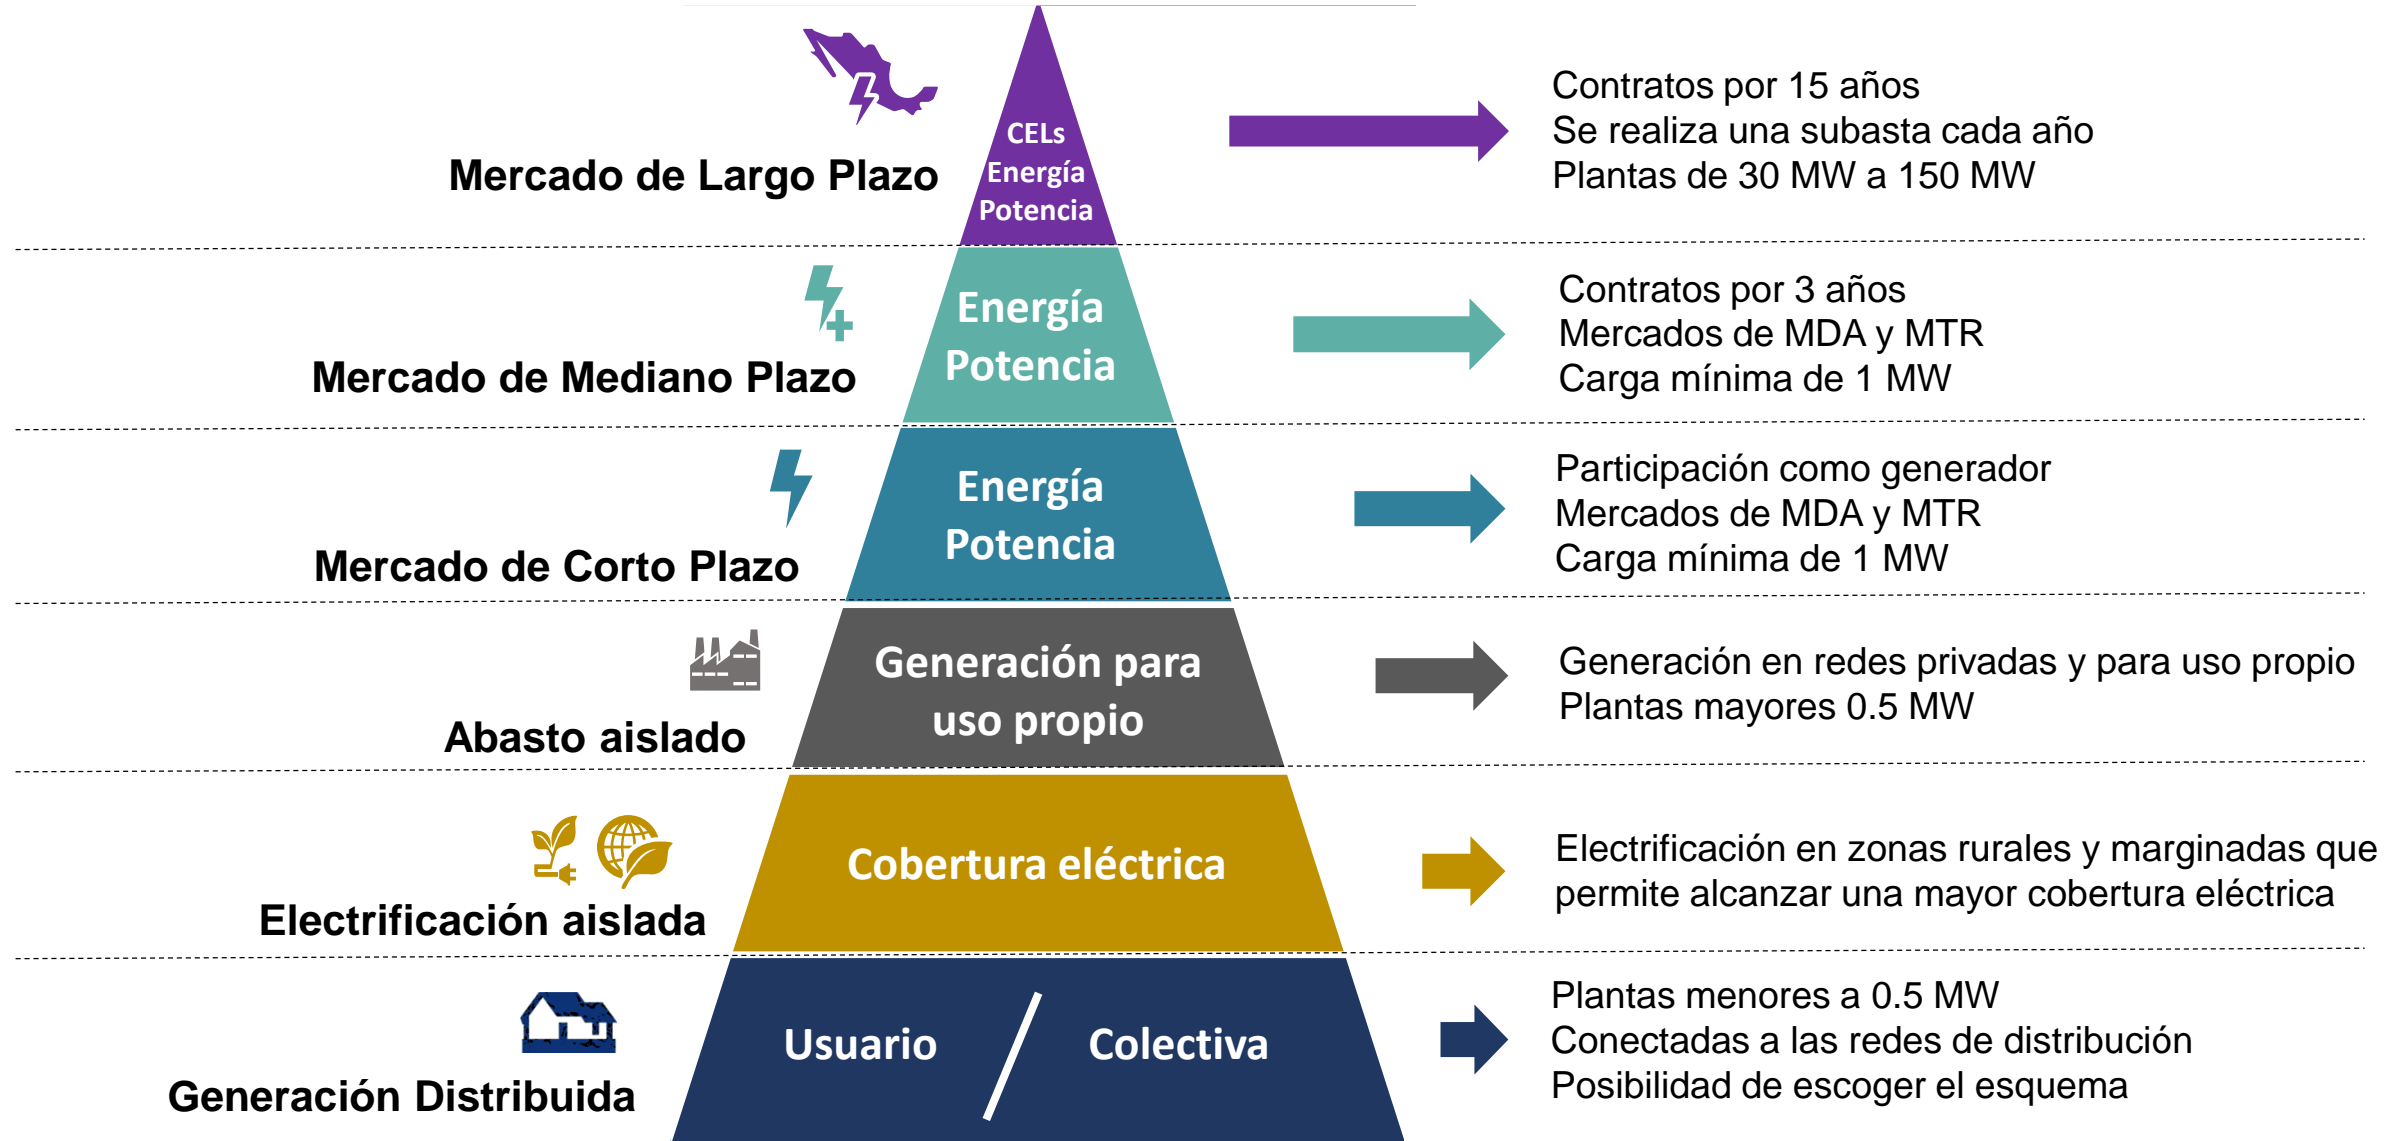 Mercado de Largo Plazo
CELs
Energía
Potencia
Contratos por 15 años
Se realiza una subasta cada año
Plantas de 30 MW a 150 MW
Mercado de Mediano Plazo
Energía
Potencia
Contratos por 3 años
Mercados de MDA y MTR
Carga mínima de 1 MW
Mercado de Corto Plazo
Energía
Potencia
Participación como generador
Mercados de MDA y MTR
Carga mínima de 1 MW
Abasto aislado
Generación para
uso propio
Generación en redes privadas y para uso propio
Plantas mayores 0.5 MW
Electrificación aislada
Cobertura eléctrica
Electrificación en zonas rurales y marginadas que
permite alcanzar una mayor cobertura eléctrica
Generación Distribuida
Usuario / Colectiva
Plantas menores a 0.5 MW
Conectadas a las redes de distribución
Posibilidad de escoger el esquema